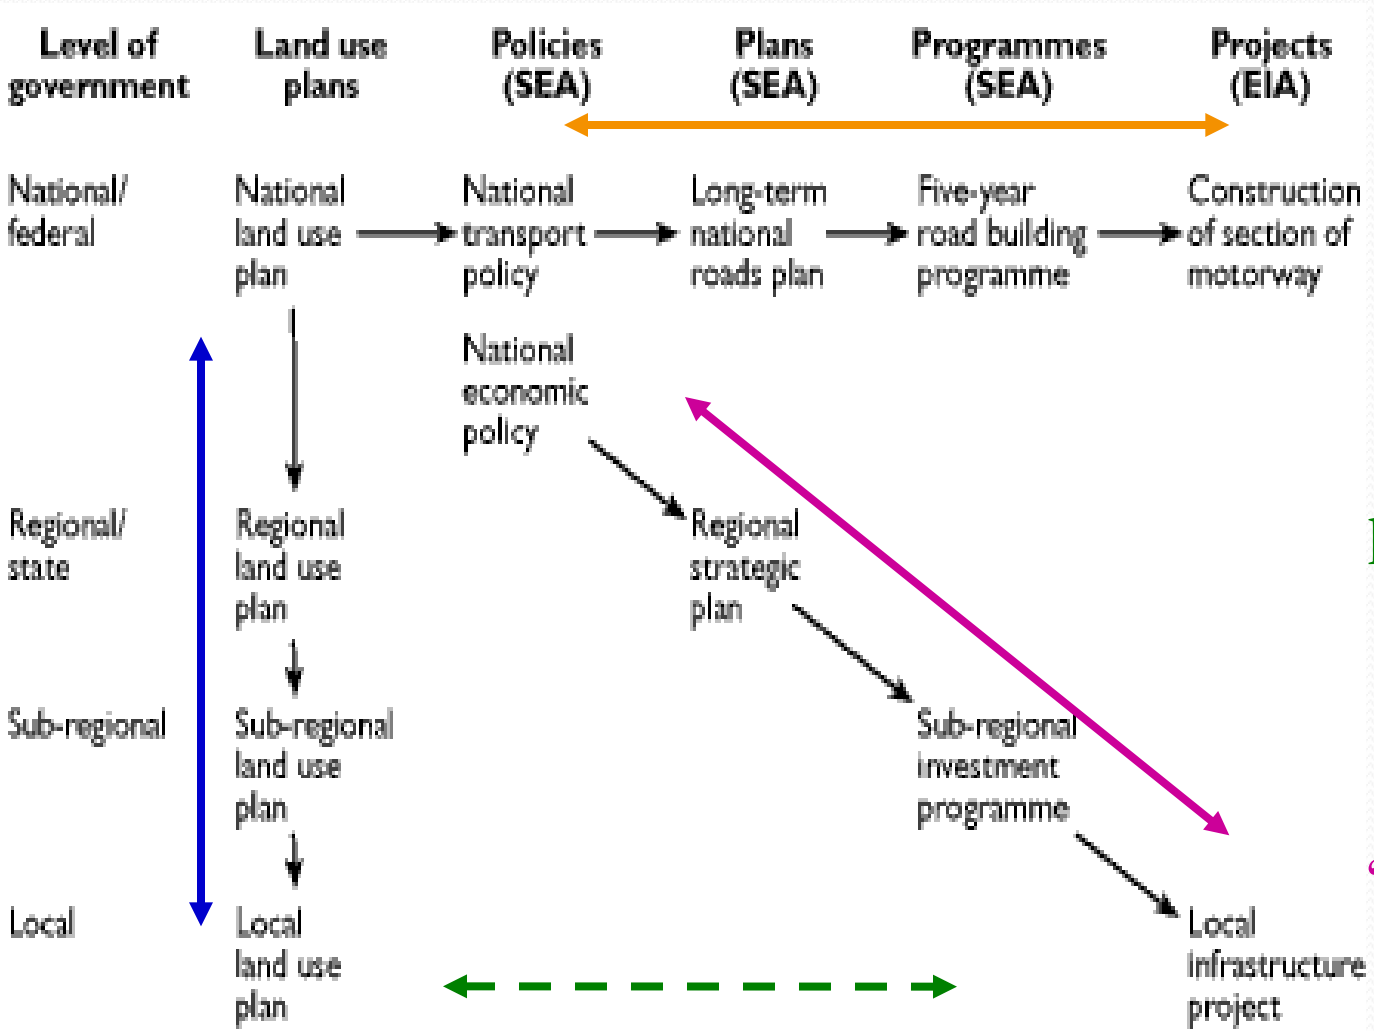 Level of
government
Land use
plans
Policies
(SEA)
Plans
(SEA)
Programmes
(SEA)
Projects
(EIA)
National/
federal
National
land use
plan
National
transport
policy
Long-term
national
roads plan
Five-year
road building
programme
Construction
of section of
motorway
National
economic
policy
Regional/
state
Regional
land use
plan
Regional
strategic
plan
Sub-regional
Sub-regional
land use
plan
Sub-regional
investment
programme
Local
Local
land use
plan
Local
infrastructure
project